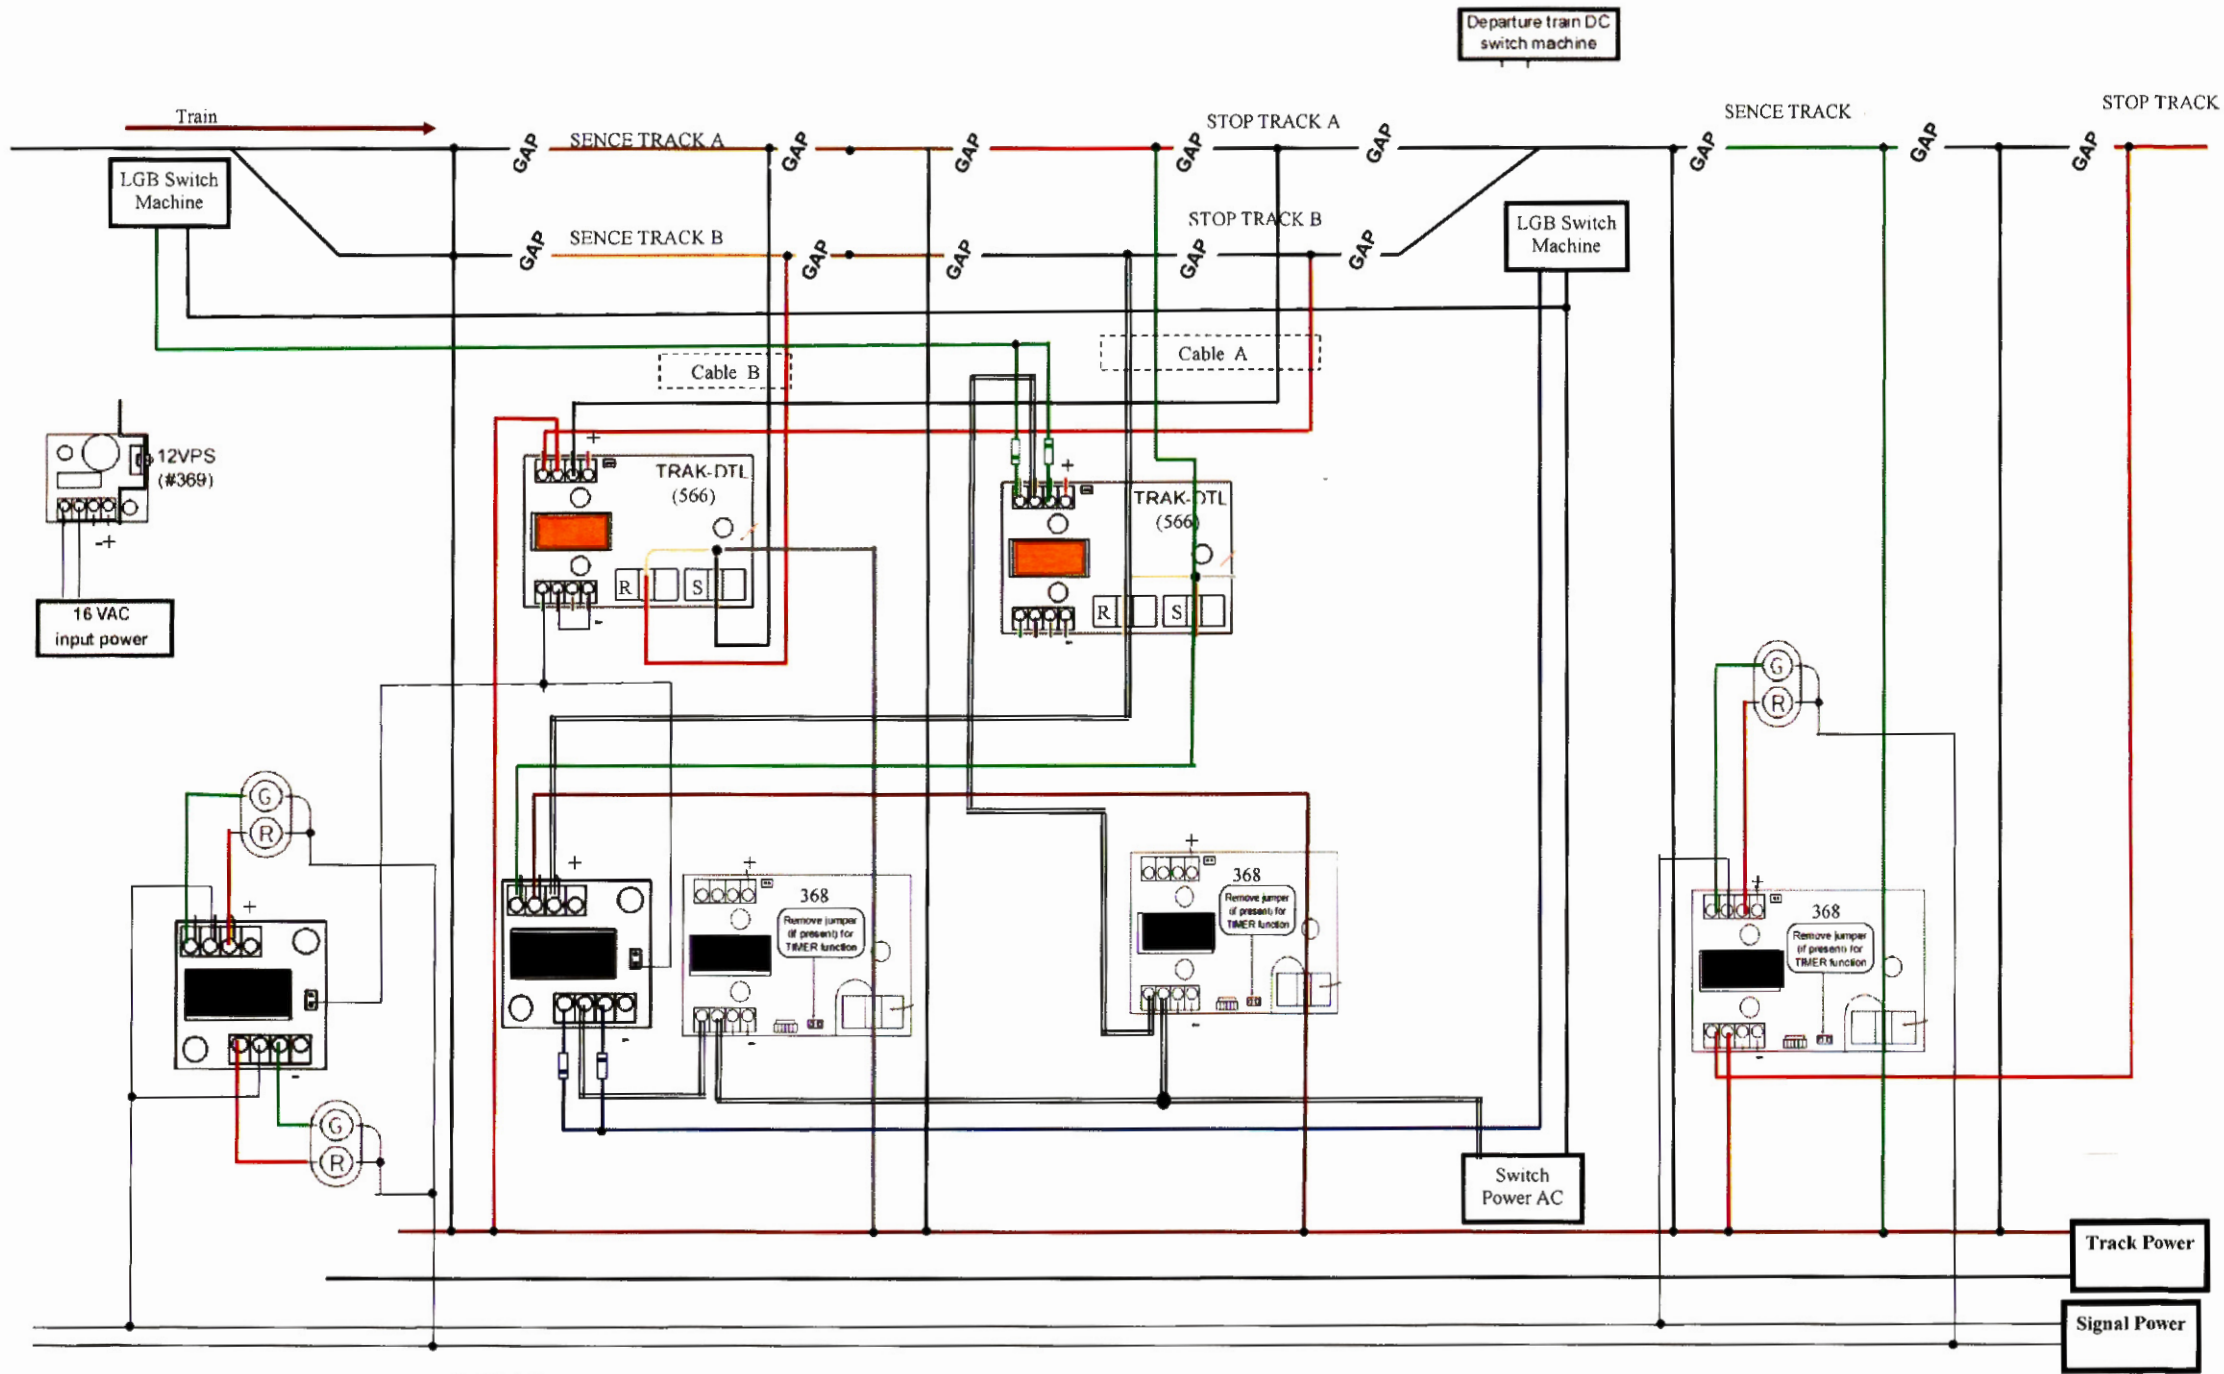 Departure train DC
switch machine
Train
GAP
SENCE TRACK A
GAP
GAP
STOP TRACK A
GAP
GAP
SENCE TRACK
GAP
GAP
STOP TRACK
GAP
LGB Switch
Machine
GAP
SENCE TRACK B
GAP
GAP
STOP TRACK B
GAP
GAP
LGB Switch
Machine
Cable B
Cable A
12VPS
(#369)
- +
16 VAC
input power
+
TRAK-DTL
(566)
R
S
-
+
TRAK-DTL
(566)
R
S
-
G
R
G
R
+
-
G
R
+
-
+
368
Remove jumper
(if present) for
TIMER function
-
+
368
Remove jumper
(if present) for
TIMER function
-
+
368
Remove jumper
(if present) for
TIMER function
-
Switch
Power AC
Track Power
Signal Power